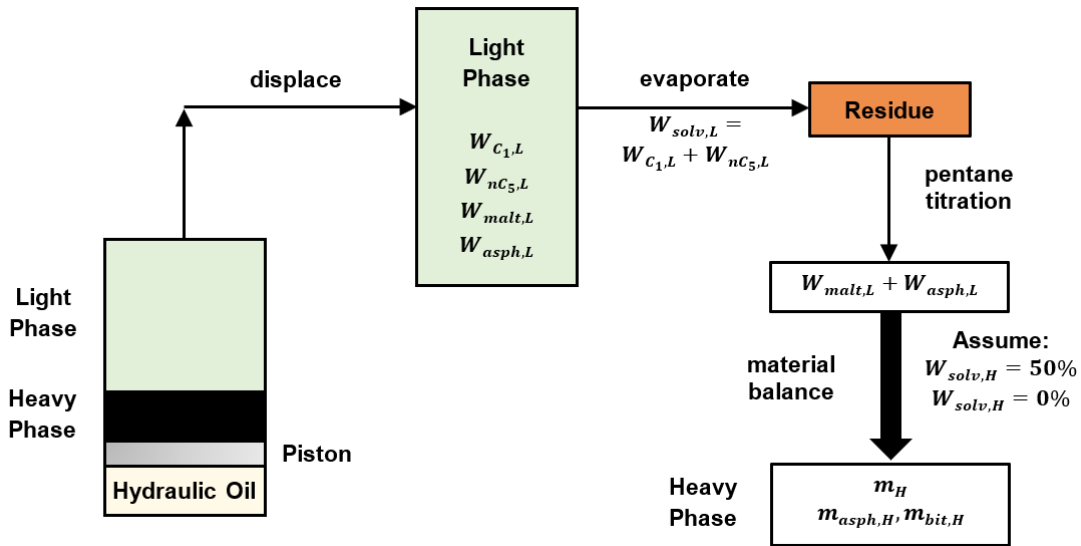 displace
Light
Phase
W_{C_1,L}
W_{nC_5,L}
W_{malt,L}
W_{asph,L}
evaporate
W_{solv,L} =
W_{C_1,L} + W_{nC_5,L}
Residue
pentane
titration
W_{malt,L} + W_{asph,L}
material
balance
Assume:
W_{solv,H} = 50%
W_{solv,H} = 0%
Light
Phase
Heavy
Phase
Piston
Hydraulic Oil
Heavy
Phase
m_H
m_{asph,H}, m_{bit,H}